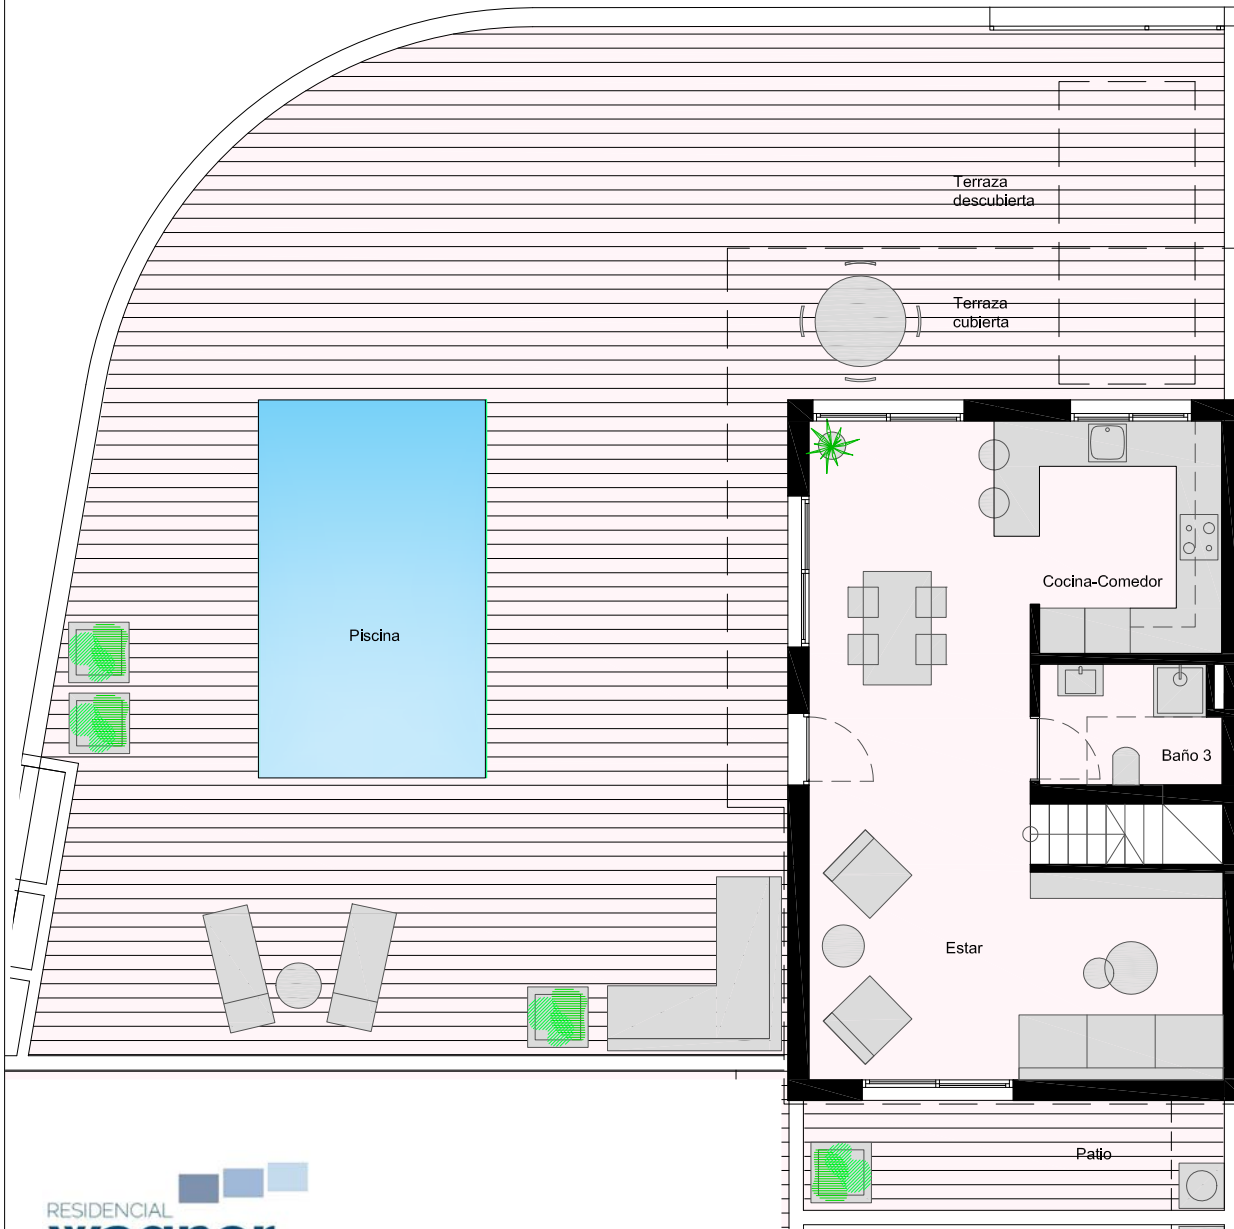 Terraza
descubierta
Terraza
cubierta
Cocina-Comedor
Piscina
Baño 3
Estar
Patio
RESIDENCIAL